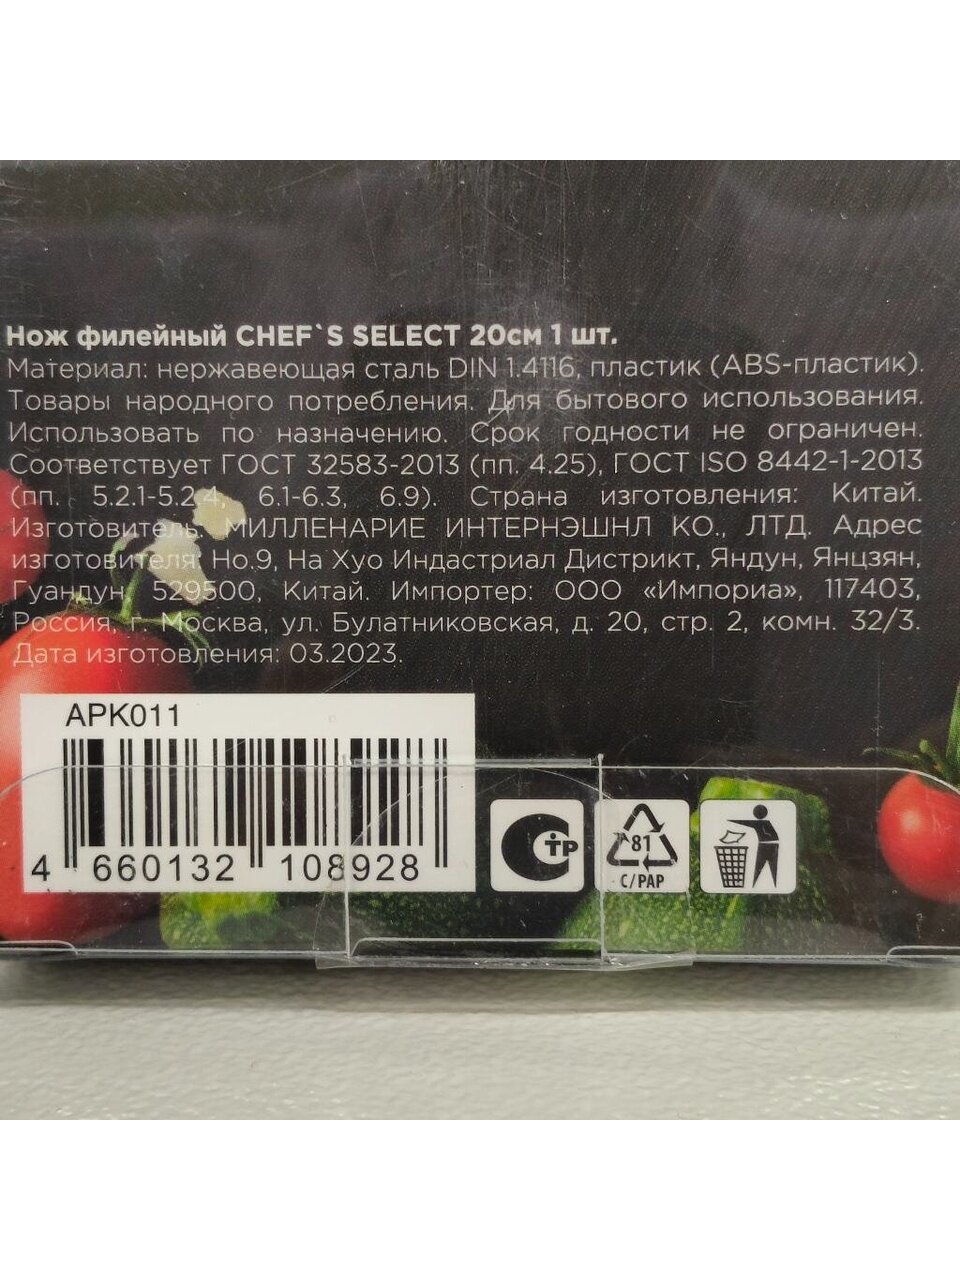 Нож филейный CHEF`S SELECT 20см 1 шт.
Материал: нержавеющая сталь DIN 1.4116, пластик (ABS-пластик).
Товары народного потребления. Для бытового использования.
Использовать по назначению. Срок годности не ограничен.
Соответствует ГОСТ 32583-2013 (пп. 4.25), ГОСТ ISO 8442-1-2013
(пп. 5.2.1-5.2.4, 6.1-6.3, 6.9). Страна изготовления: Китай.
Изготовитель: МИЛЛЕНАРИЕ ИНТЕРНЭШНЛ КО., ЛТД. Адрес
изготовителя: Но.9, На Хуо Индастриал Дистрикт, Яндун, Янцзян,
Гуандун, 529500, Китай. Импортер: ООО «Импориа», 117403,
Россия, г. Москва, ул. Булатниковская, д. 20, стр. 2, комн. 32/3.
Дата изготовления: 03.2023.
APK011
4 660132 108928
СТР
81
C/PAP